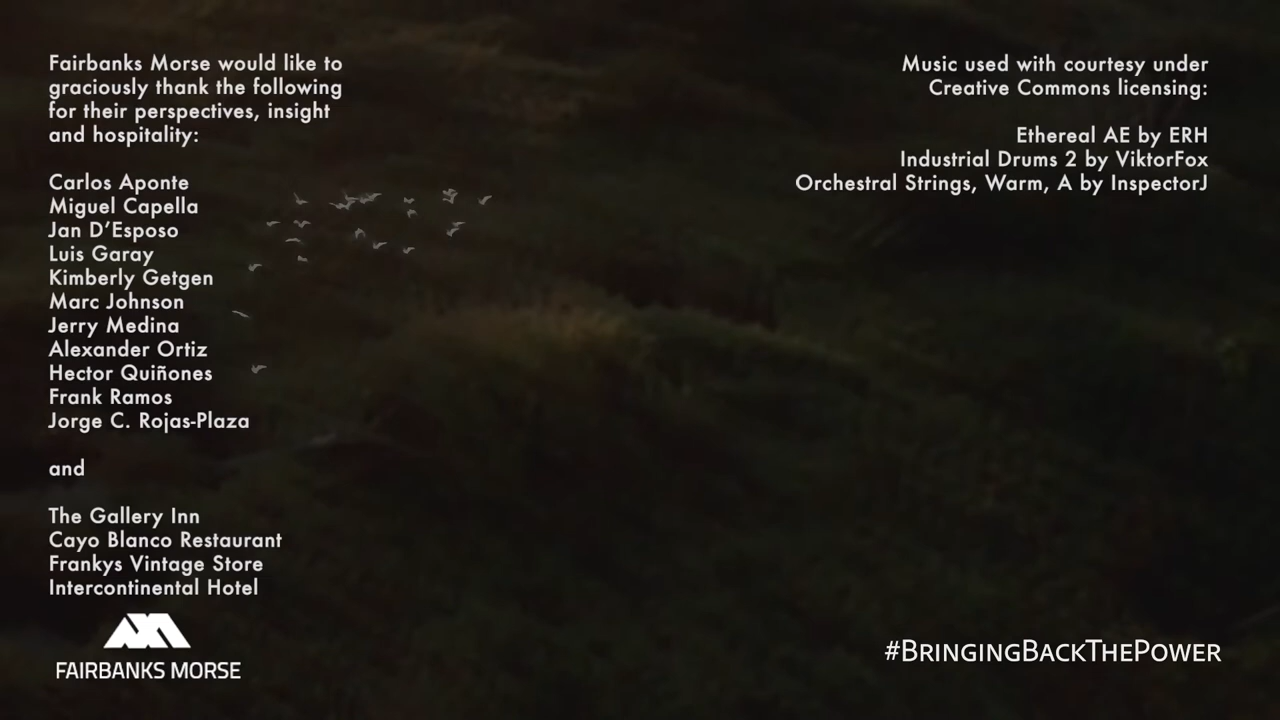 Fairbanks Morse would like to
graciously thank the following
for their perspectives, insight
and hospitality:
Carlos Aponte
Miguel Capella
Jan D’Esposo
Luis Garay
Kimberly Getgen
Marc Johnson
Jerry Medina
Alexander Ortiz
Hector Quiñones
Frank Ramos
Jorge C. Rojas-Plaza
and
The Gallery Inn
Cayo Blanco Restaurant
Frankys Vintage Store
Intercontinental Hotel
FAIRBANKS MORSE
Music used with courtesy under
Creative Commons licensing:
Ethereal AE by ERH
Industrial Drums 2 by ViktorFox
Orchestral Strings, Warm, A by InspectorJ
#BringingBackThePower